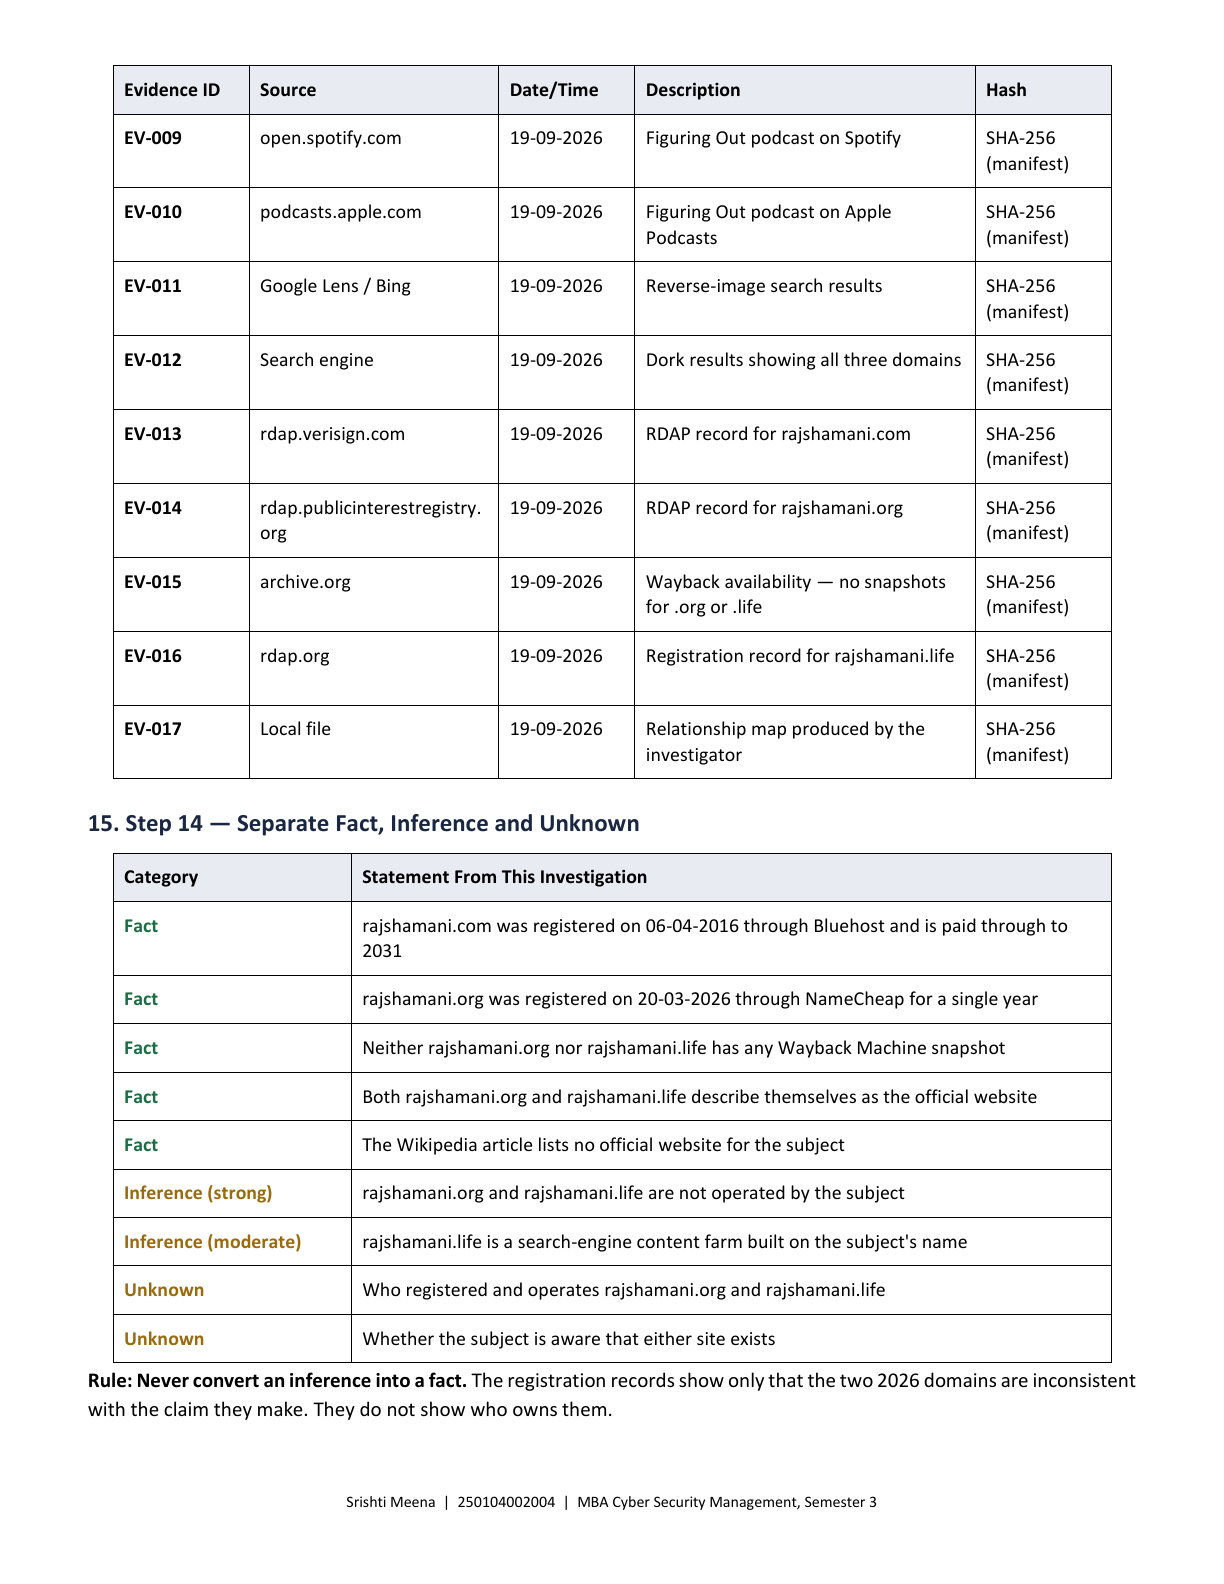 Evidence ID Source Date/Time Description Hash
EV-009 open.spotify.com 19-09-2026 Figuring Out podcast on Spotify SHA-256
(manifest)
EV-010 podcasts.apple.com 19-09-2026 Figuring Out podcast on Apple SHA-256
Podcasts (manifest)
EV-011 Google Lens / Bing 19-09-2026 Reverse-image search results SHA-256
(manifest)
EV-012 Search engine 19-09-2026 Dork results showing all three domains SHA-256
(manifest)
EV-013 rdap.verisign.com 19-09-2026 RDAP record for rajshamani.com SHA-256
(manifest)
EV-014 rdap.publicinterestregistry. 19-09-2026 RDAP record for rajshamani.org SHA-256
org (manifest)
EV-015 archive.org 19-09-2026 Wayback availability — no snapshots SHA-256
for .org or .life (manifest)
EV-016 rdap.org 19-09-2026 Registration record for rajshamani.life SHA-256
(manifest)
EV-017 Local file 19-09-2026 Relationship map produced by the SHA-256
investigator (manifest)
15. Step 14 — Separate Fact, Inference and Unknown
Category Statement From This Investigation
Fact rajshamani.com was registered on 06-04-2016 through Bluehost and is paid through to
2031
Fact rajshamani.org was registered on 20-03-2026 through NameCheap for a single year
Fact Neither rajshamani.org nor rajshamani.life has any Wayback Machine snapshot
Fact Both rajshamani.org and rajshamani.life describe themselves as the official website
Fact The Wikipedia article lists no official website for the subject
Inference (strong) rajshamani.org and rajshamani.life are not operated by the subject
Inference (moderate) rajshamani.life is a search-engine content farm built on the subject's name
Unknown Who registered and operates rajshamani.org and rajshamani.life
Unknown Whether the subject is aware that either site exists
Rule: Never convert an inference into a fact. The registration records show only that the two 2026 domains are inconsistent
with the claim they make. They do not show who owns them.
Srishti Meena | 250104002004 | MBA Cyber Security Management, Semester 3